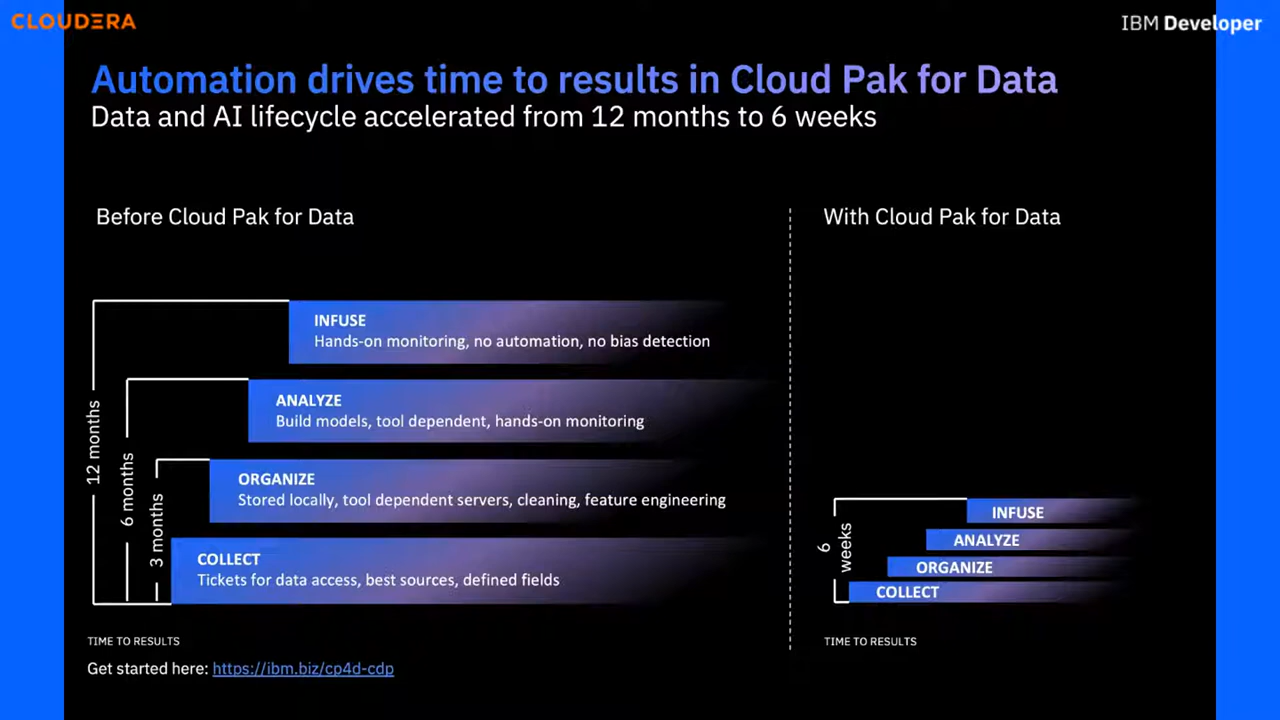 CLOUDERA
IBM Developer
Automation drives time to results in Cloud Pak for Data
Data and AI lifecycle accelerated from 12 months to 6 weeks
Before Cloud Pak for Data
12 months
6 months
3 months
INFUSE
Hands-on monitoring, no automation, no bias detection
ANALYZE
Build models, tool dependent, hands-on monitoring
ORGANIZE
Stored locally, tool dependent servers, cleaning, feature engineering
COLLECT
Tickets for data access, best sources, defined fields
TIME TO RESULTS
Get started here: https://ibm.biz/cp4d-cdp
With Cloud Pak for Data
6
weeks
INFUSE
ANALYZE
ORGANIZE
COLLECT
TIME TO RESULTS